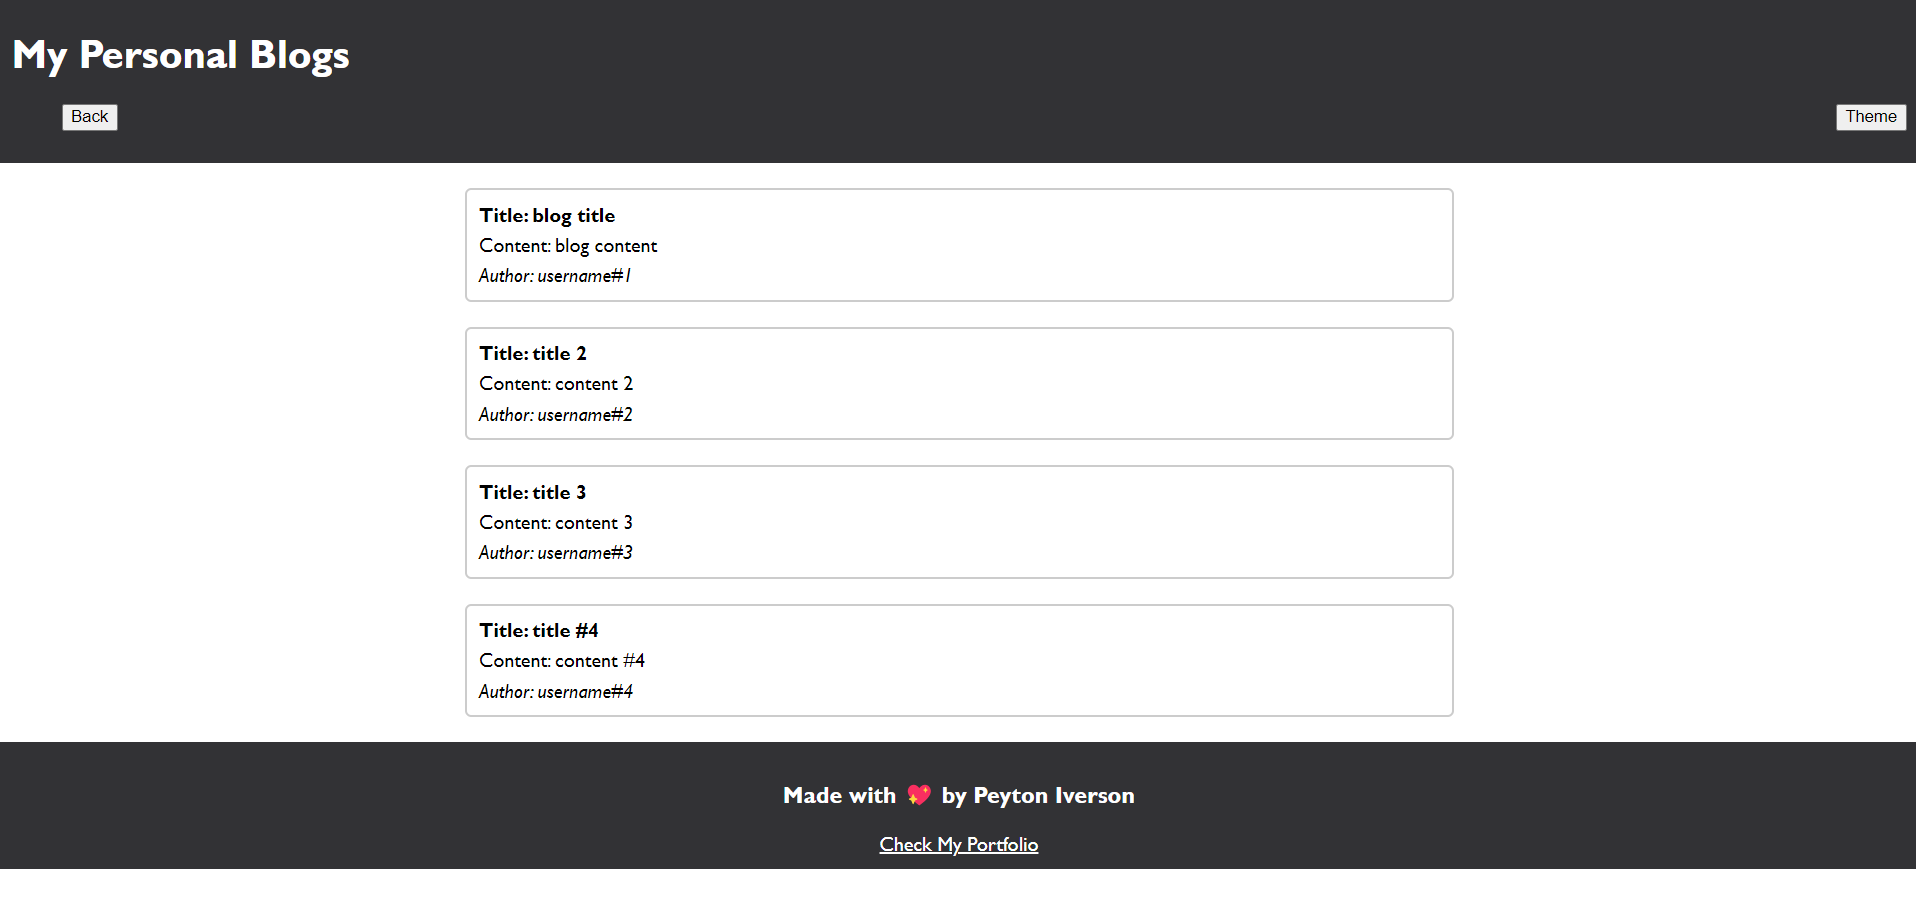 My Personal Blogs
Back
Theme
Title: blog title
Content: blog content
Author: username#1
Title: title 2
Content: content 2
Author: username#2
Title: title 3
Content: content 3
Author: username#3
Title: title #4
Content: content #4
Author: username#4
Made with 💖 by Peyton Iverson
Check My Portfolio